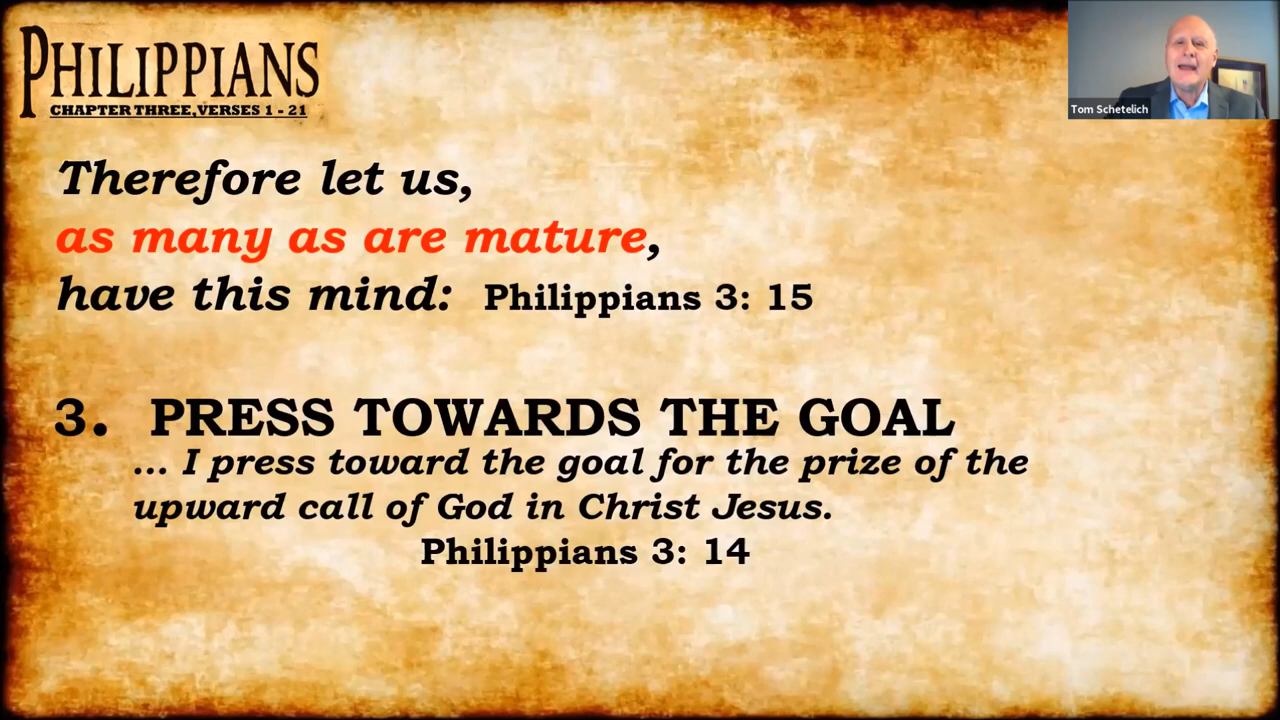 PHILIPPIANS
CHAPTER THREE, VERSES 1 - 21
Tom Schetelich
Therefore let us,
as many as are mature,
have this mind: Philippians 3: 15
3. PRESS TOWARDS THE GOAL
... I press toward the goal for the prize of the
upward call of God in Christ Jesus.
Philippians 3: 14